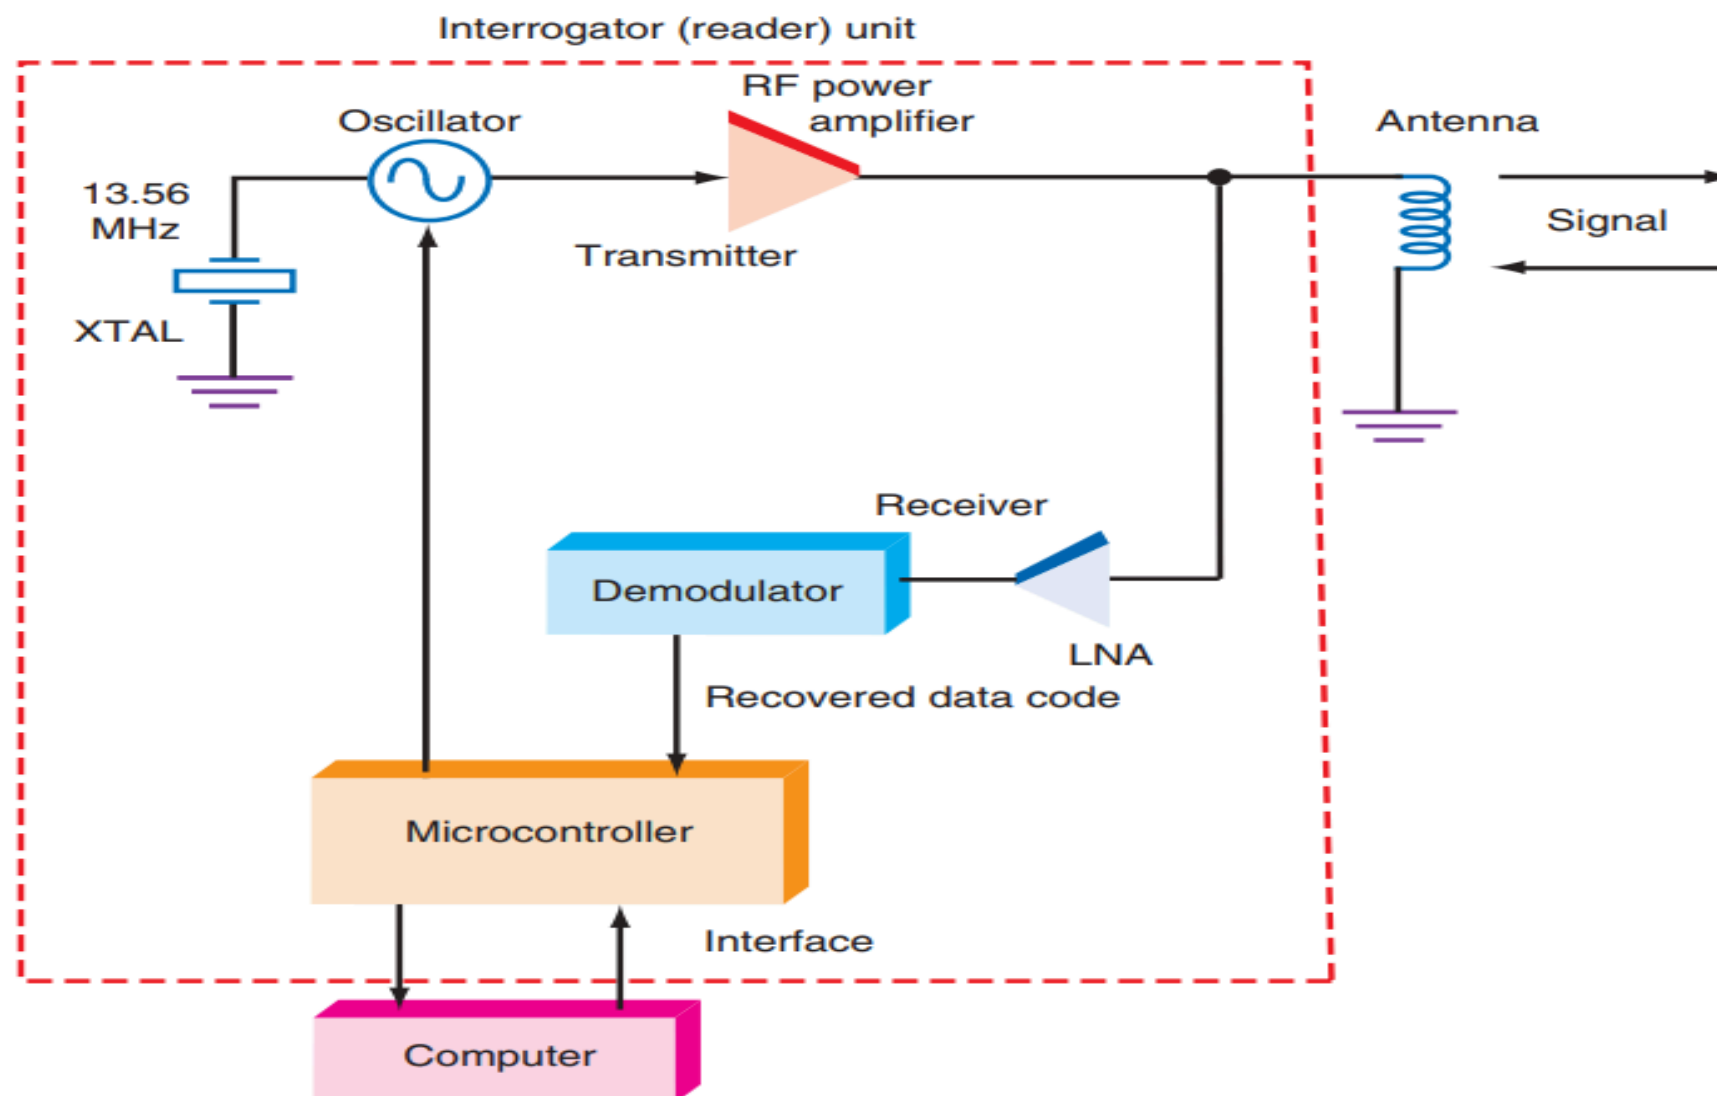 Interrogator (reader) unit
RF power
amplifier
Oscillator
Antenna
13.56
MHz
Signal
Transmitter
XTAL
Receiver
Demodulator
LNA
Recovered data code
Microcontroller
Interface
Computer